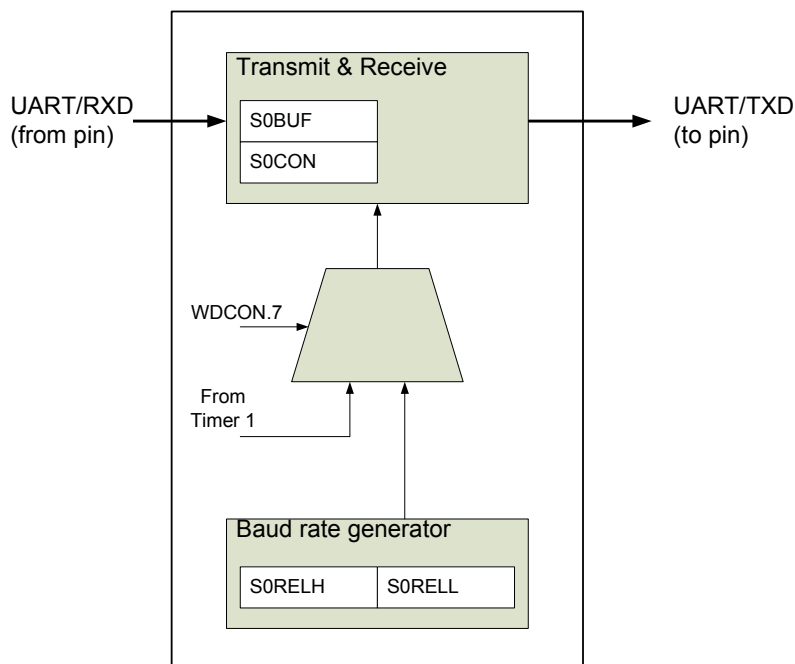 Transmit & Receive
UART/RXD
(from pin)
S0BUF
S0CON
UART/TXD
(to pin)
WDCON.7
From
Timer 1
Baud rate generator
S0RELH
S0RELL